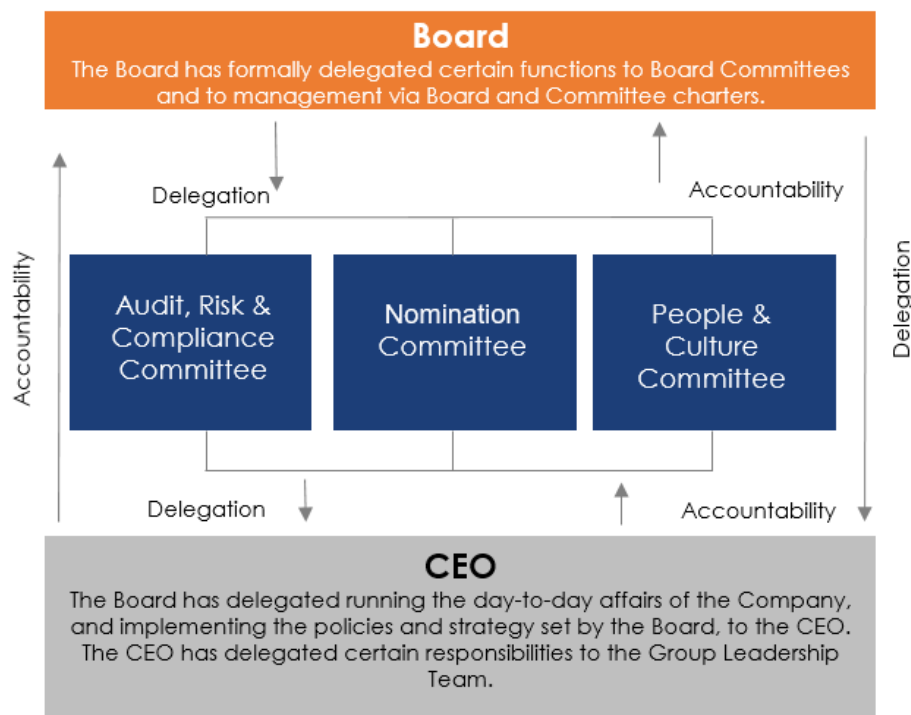 Board
The Board has formally delegated certain functions to Board Committees
and to management via Board and Committee charters.
Delegation
Accountability
Accountability
Delegation
Audit, Risk &
Compliance
Committee
Nomination
Committee
People &
Culture
Committee
Delegation
Accountability
CEO
The Board has delegated running the day-to-day affairs of the Company,
and implementing the policies and strategy set by the Board, to the CEO.
The CEO has delegated certain responsibilities to the Group Leadership
Team.